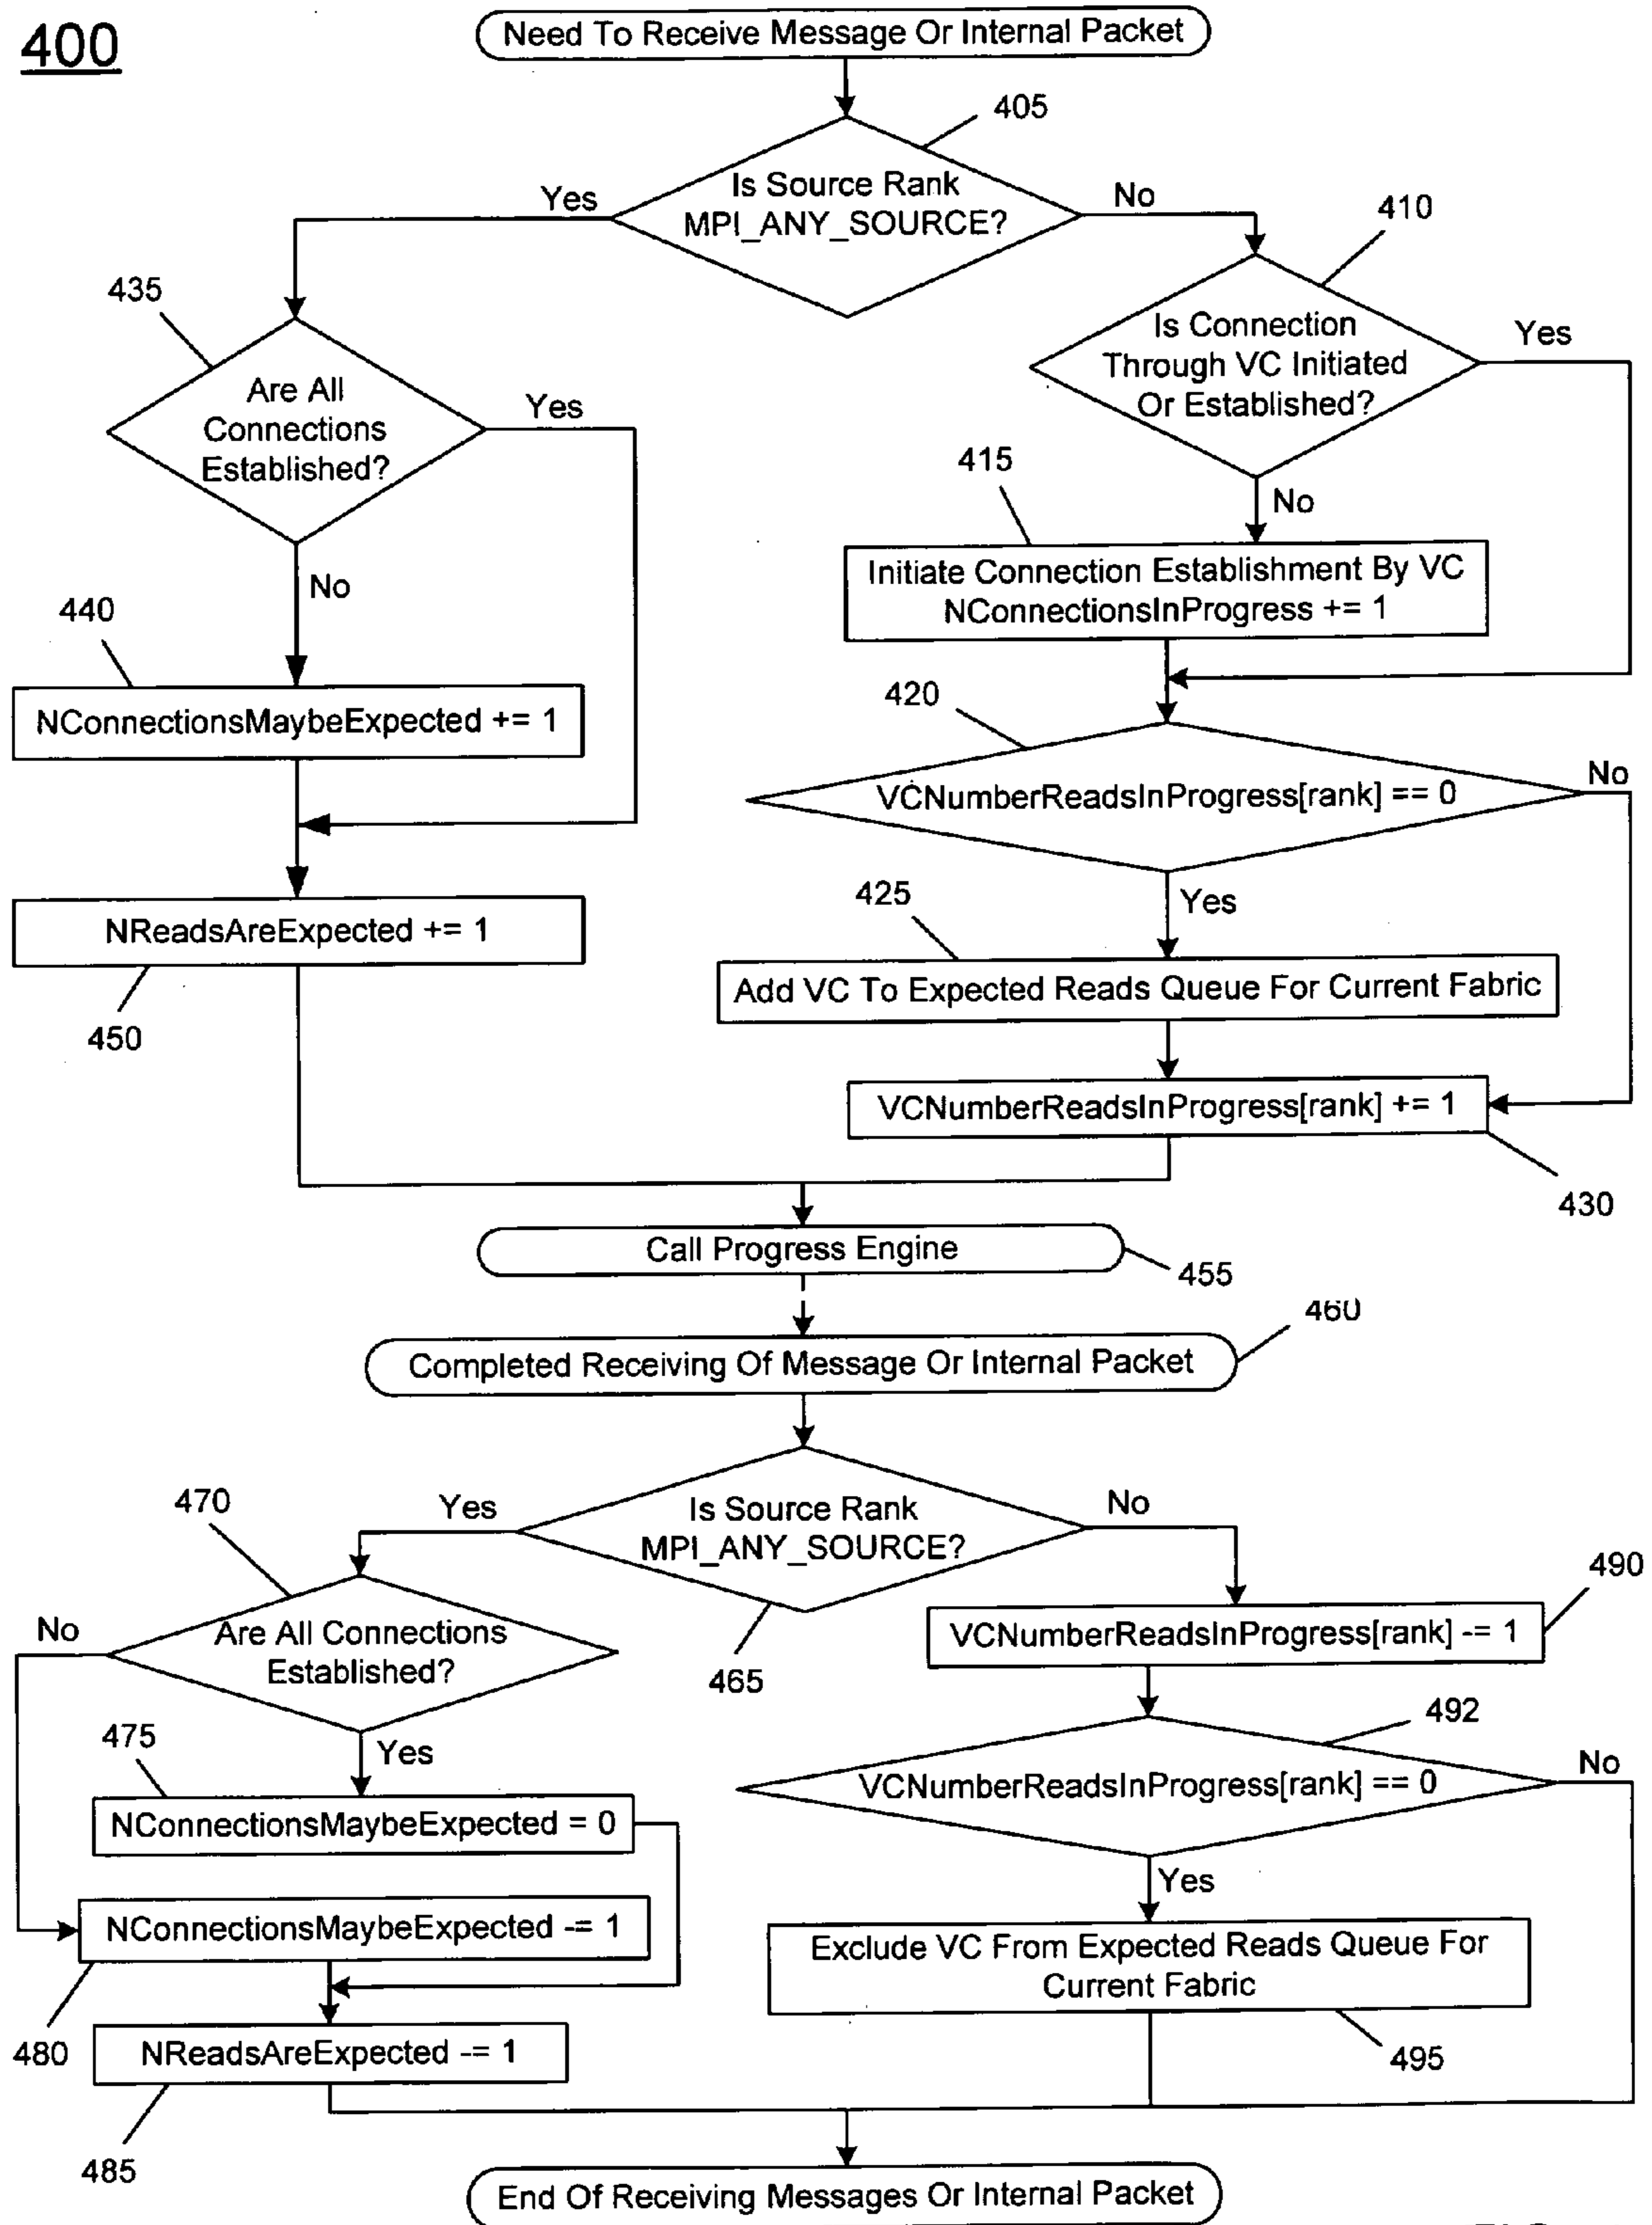 400
Need To Receive Message Or Internal Packet
405
Is Source Rank
MPI_ANY_SOURCE?
Yes
No
410
Is Connection
Through VC Initiated
Or Established?
Yes
No
435
Are All
Connections
Established?
Yes
No
415
Initiate Connection Establishment By VC
NConnectionsInProgress += 1
440
NConnectionsMaybeExpected += 1
420
VCNumberReadsInProgress[rank] == 0
No
Yes
425
Add VC To Expected Reads Queue For Current Fabric
NReadsAreExpected += 1
450
VCNumberReadsInProgress[rank] += 1
430
Call Progress Engine
455
460
Completed Receiving Of Message Or Internal Packet
Is Source Rank
MPI_ANY_SOURCE?
Yes
No
465
470
Are All Connections
Established?
No
Yes
475
NConnectionsMaybeExpected = 0
NConnectionsMaybeExpected -= 1
480
NReadsAreExpected -= 1
485
490
VCNumberReadsInProgress[rank] -= 1
492
VCNumberReadsInProgress[rank] == 0
No
Yes
Exclude VC From Expected Reads Queue For
Current Fabric
495
End Of Receiving Messages Or Internal Packet